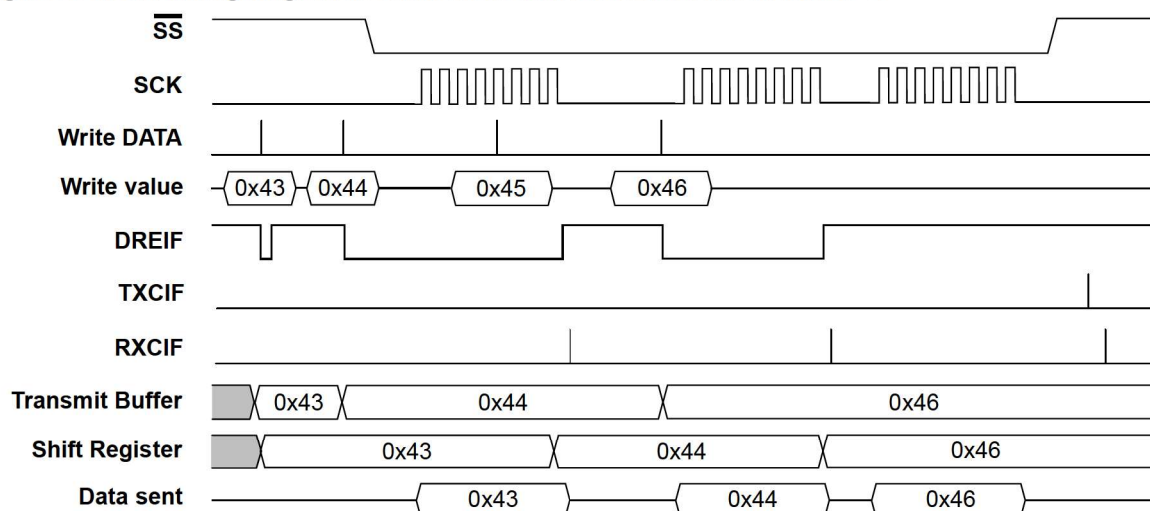 SS
SCK
Write DATA
Write value 0x43 0x44 0x45 0x46
DREIF
TXCIF
RXCIF
Transmit Buffer 0x43 0x44 0x46
Shift Register 0x43 0x44 0x46
Data sent 0x43 0x44 0x46